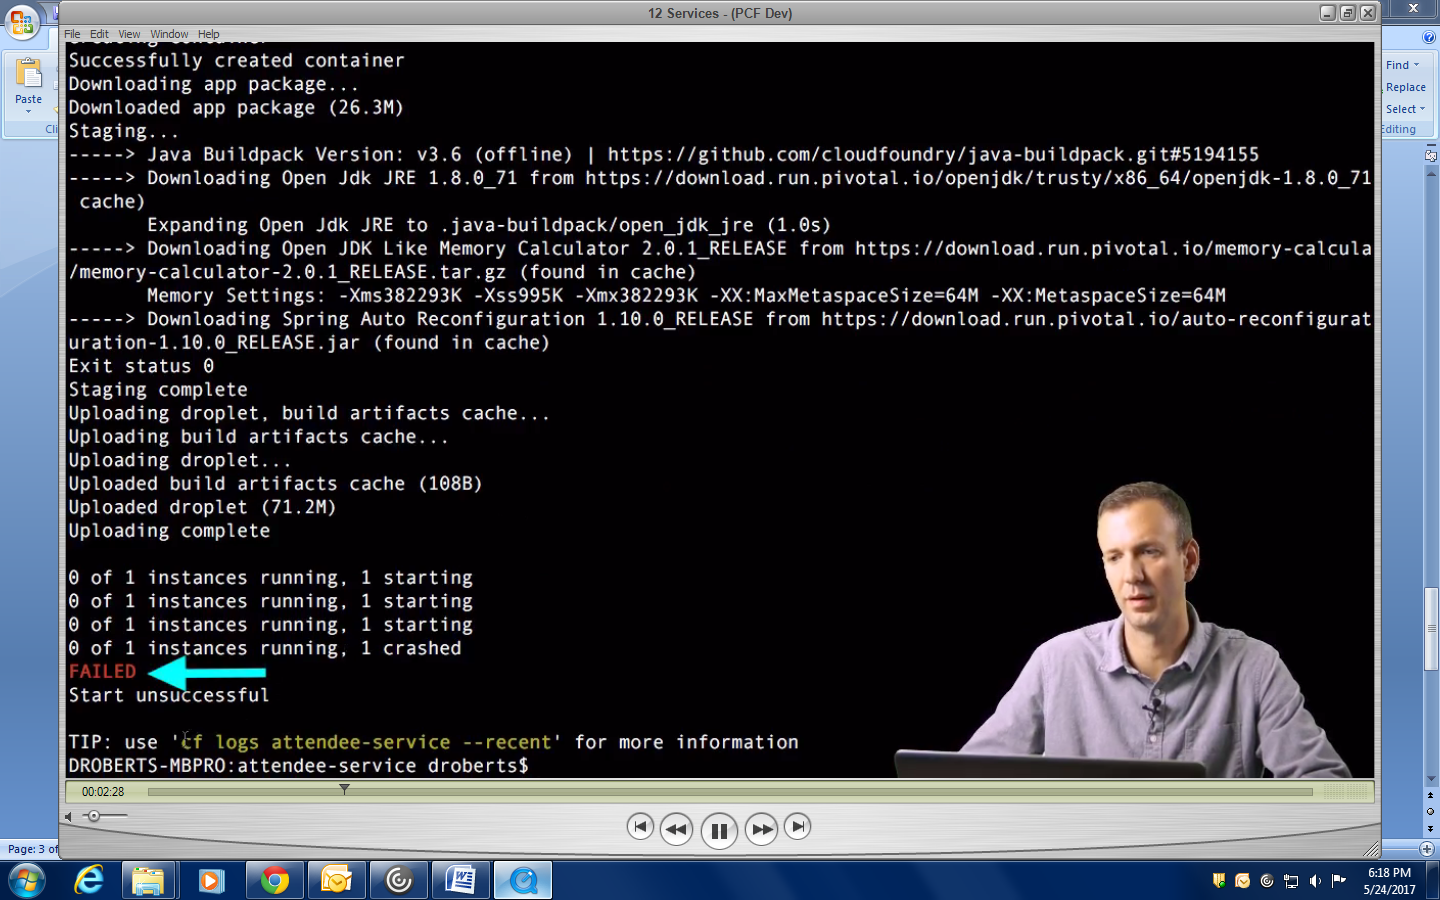 12 Services - (PCF Dev)
File Edit View Window Help
Successfully created container
Downloading app package...
Downloaded app package (26.3M)
Staging...
-----> Java Buildpack Version: v3.6 (offline) | https://github.com/cloudfoundry/java-buildpack.git#5194155
-----> Downloading Open Jdk JRE 1.8.0_71 from https://download.run.pivotal.io/openjdk/trusty/x86_64/openjdk-1.8.0_71
cache)
Expanding Open Jdk JRE to .java-buildpack/open_jdk_jre (1.0s)
-----> Downloading Open JDK Like Memory Calculator 2.0.1_RELEASE from https://download.run.pivotal.io/memory-calcula
/memory-calculator-2.0.1_RELEASE.tar.gz (found in cache)
Memory Settings: -Xms382293K -Xss995K -Xmx382293K -XX:MaxMetaspaceSize=64M -XX:MetaspaceSize=64M
-----> Downloading Spring Auto Reconfiguration 1.10.0_RELEASE from https://download.run.pivotal.io/auto-reconfigurat
uration-1.10.0_RELEASE.jar (found in cache)
Exit status 0
Staging complete
Uploading droplet, build artifacts cache...
Uploading build artifacts cache...
Uploading droplet...
Uploaded build artifacts cache (108B)
Uploaded droplet (71.2M)
Uploading complete
0 of 1 instances running, 1 starting
0 of 1 instances running, 1 starting
0 of 1 instances running, 1 starting
0 of 1 instances running, 1 crashed
FAILED
Start unsuccessful
TIP: use 'cf logs attendee-service --recent' for more information
DROBERTS-MBPRO:attendee-service droberts$
00:02:28
Paste
Find
Replace
Select
Editing
Page: 3 of
6:18 PM
5/24/2017